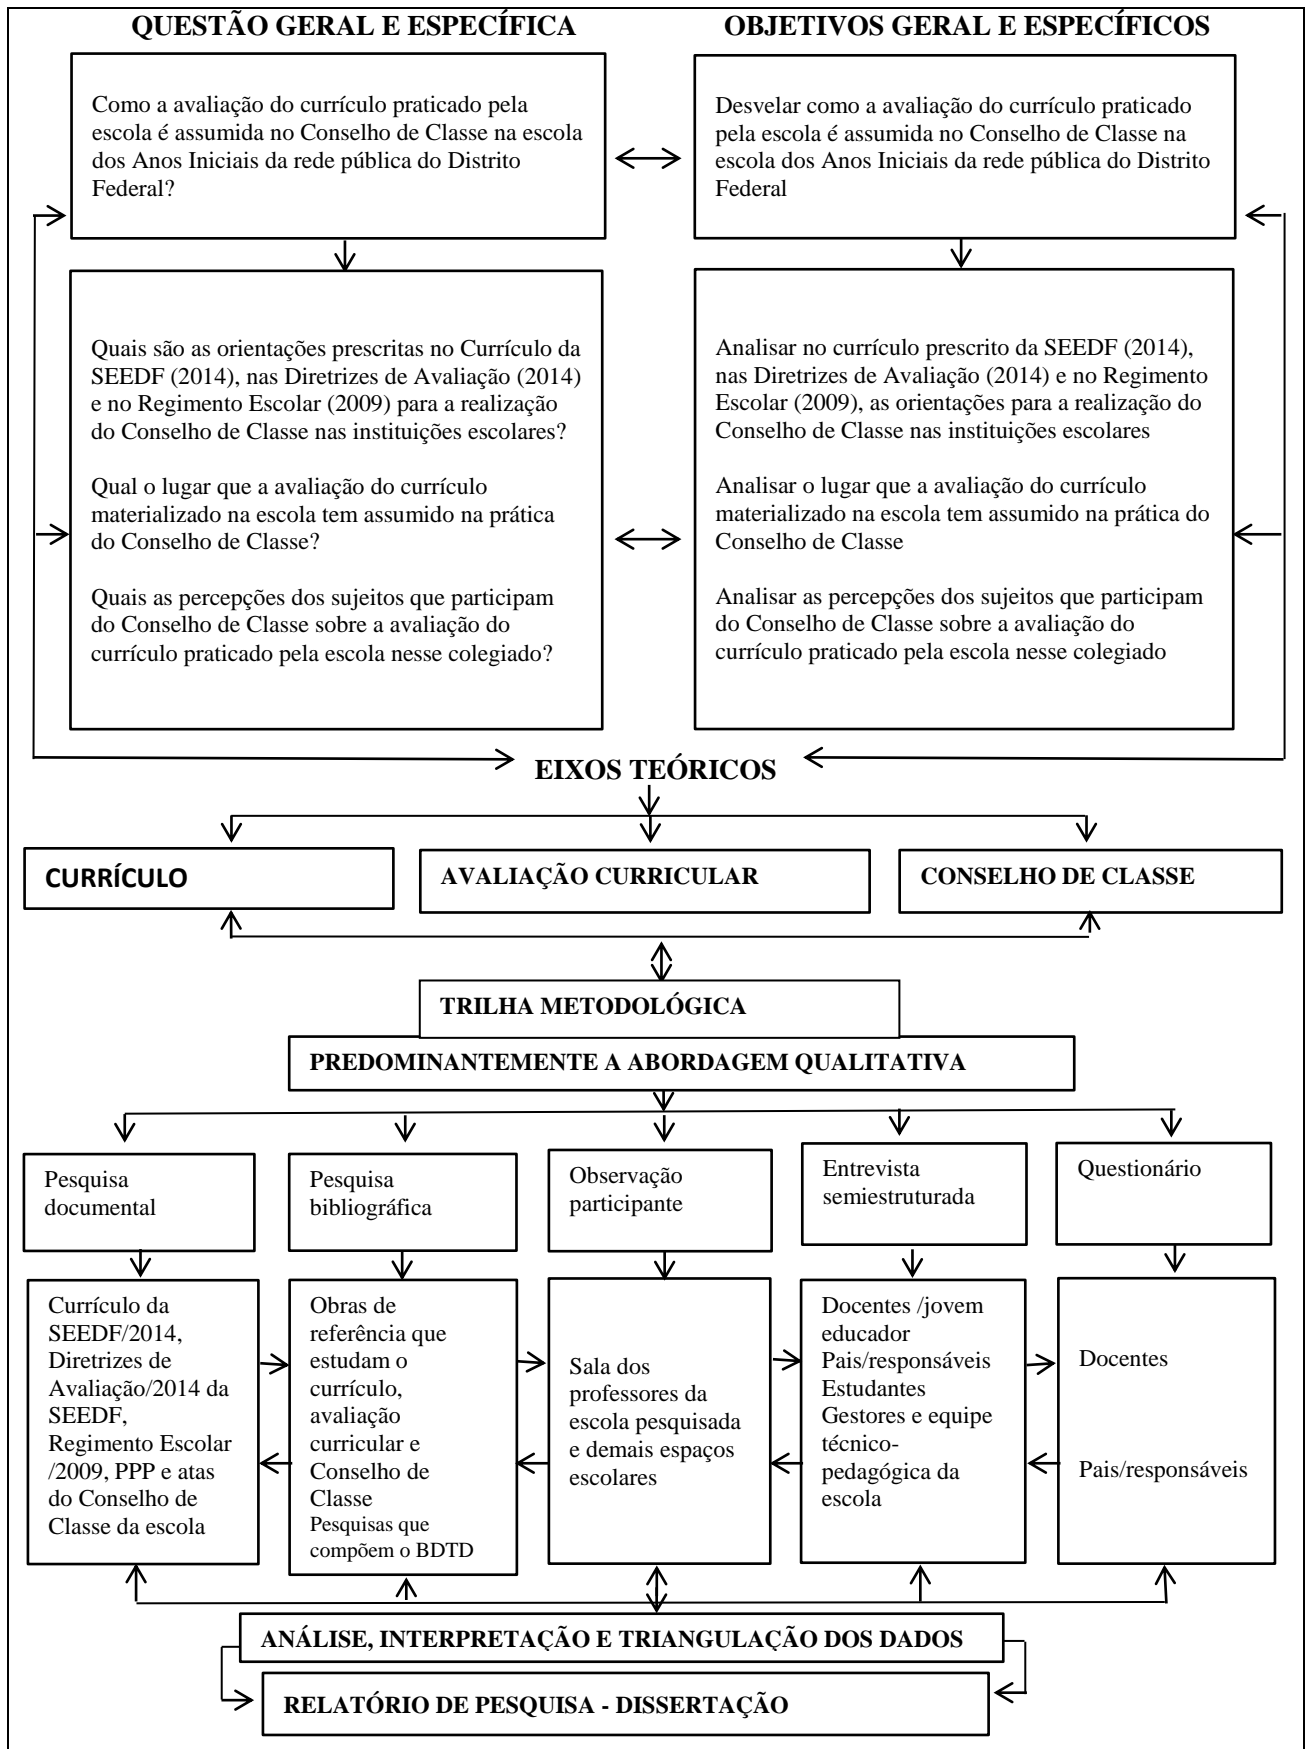 QUESTÃO GERAL E ESPECÍFICA
OBJETIVOS GERAL E ESPECÍFICOS
Como a avaliação do currículo praticado pela
escola é assumida no Conselho de Classe na escola
dos Anos Iniciais da rede pública do Distrito
Federal?
Desvelar como a avaliação do currículo praticado
pela escola é assumida no Conselho de Classe na
escola dos Anos Iniciais da rede pública do Distrito
Federal
Quais são as orientações prescritas no Currículo da
SEEDF (2014), nas Diretrizes de Avaliação (2014)
e no Regimento Escolar (2009) para a realização
do Conselho de Classe nas instituições escolares?
Qual o lugar que a avaliação do currículo
materializado na escola tem assumido na prática
do Conselho de Classe?
Quais as percepções dos sujeitos que participam
do Conselho de Classe sobre a avaliação do
currículo praticado pela escola nesse colegiado?
Analisar no currículo prescrito da SEEDF (2014),
nas Diretrizes de Avaliação (2014) e no Regimento
Escolar (2009), as orientações para a realização do
Conselho de Classe nas instituições escolares
Analisar o lugar que a avaliação do currículo
materializado na escola tem assumido na prática do
Conselho de Classe
Analisar as percepções dos sujeitos que participam
do Conselho de Classe sobre a avaliação do
currículo praticado pela escola nesse colegiado
EIXOS TEÓRICOS
CURRÍCULO
AVALIAÇÃO CURRICULAR
CONSELHO DE CLASSE
TRILHA METODOLÓGICA
PREDOMINANTEMENTE A ABORDAGEM QUALITATIVA
Pesquisa
documental
Pesquisa
bibliográfica
Observação
participante
Entrevista
semiestruturada
Questionário
Currículo da
SEEDF/2014,
Diretrizes de
Avaliação/2014 da
SEEDF,
Regimento Escolar
/2009, PPP e atas
do Conselho de
Classe da escola
Obras de
referência que
estudam o
currículo,
avaliação
curricular e
Conselho de
Classe
Pesquisas que
compõem o BDTD
Sala dos
professores da
escola pesquisada
e demais espaços
escolares
Docentes /jovem
educador
Pais/responsáveis
Estudantes
Gestores e equipe
técnico-
pedagógica da
escola
Docentes
Pais/responsáveis
ANÁLISE, INTERPRETAÇÃO E TRIANGULAÇÃO DOS DADOS
RELATÓRIO DE PESQUISA - DISSERTAÇÃO